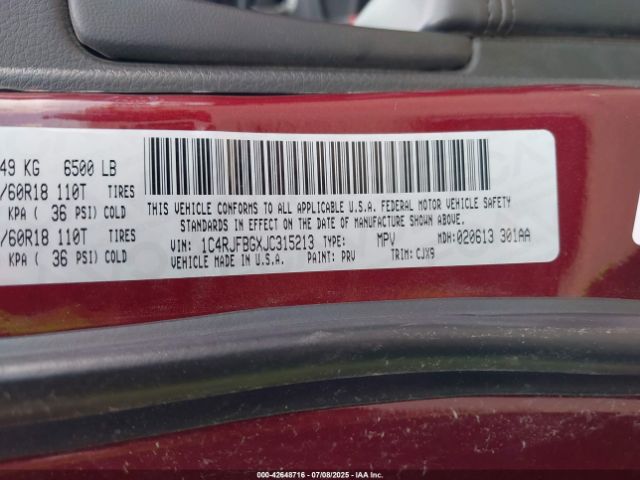 49 KG 6500 LB
/60R18 110T TIRES
KPA ( 36 PSI) COLD
/60R18 110T TIRES
KPA ( 36 PSI) COLD
THIS VEHICLE CONFORMS TO ALL APPLICABLE U.S.A. FEDERAL MOTOR VEHICLE SAFETY
STANDARDS IN EFFECT ON THE DATE OF MANUFACTURE SHOWN ABOVE.
VIN: 1C4RJFBGXJC315213 TYPE: MPV MDH: 020613 301AA
VEHICLE MADE IN U.S.A. PAINT: PRV TRIM: CJX9
000-42648716 07/08/2025 Copyright © IAA, LLC.